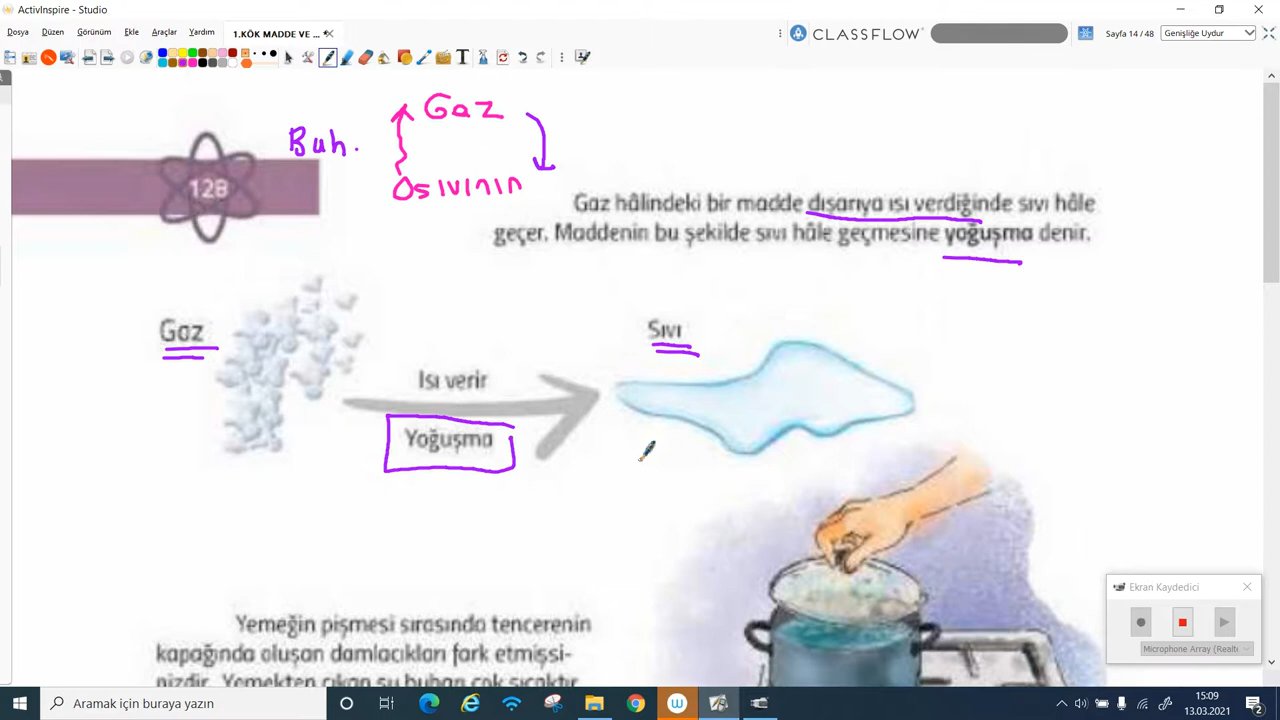 ActivInspire - Studio
Dosya Düzen Görünüm Ekle Araçlar Yardım
1.KÖK MADDE VE ...
CLASSFLOW
Sayfa 14 / 48
Genişliğe Uydur
Gaz
Buh.
sıvının
128
Gaz hâlindeki bir madde dışarıya ısı verdiğinde sıvı hâle
geçer. Maddenin bu şekilde sıvı hâle geçmesine yoğuşma denir.
Gaz
Sıvı
Isı verir
Yoğuşma
Ekran Kaydedici
Microphone Array (Realte
Yemeğin pişmesi sırasında tencerenin
kapağında oluşan damlacıkları fark etmişsi-
nizdir. Yemekten çıkan su buharı çok sıcaktır.
Aramak için buraya yazın
15:09
13.03.2021
2